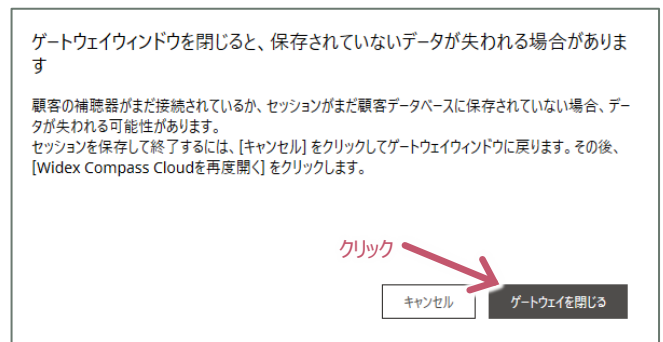 ゲートウェイウィンドウを閉じると、保存されていないデータが失われる場合がありま
す
顧客の補聴器がまだ接続されているか、セッションがまだ顧客データベースに保存されていない場合、デー
タが失われる可能性があります。
セッションを保存して終了するには、[キャンセル] をクリックしてゲートウェイウィンドウに戻ります。その後、
[Widex Compass Cloudを再度開く] をクリックします。
クリック
キャンセル
ゲートウェイを閉じる